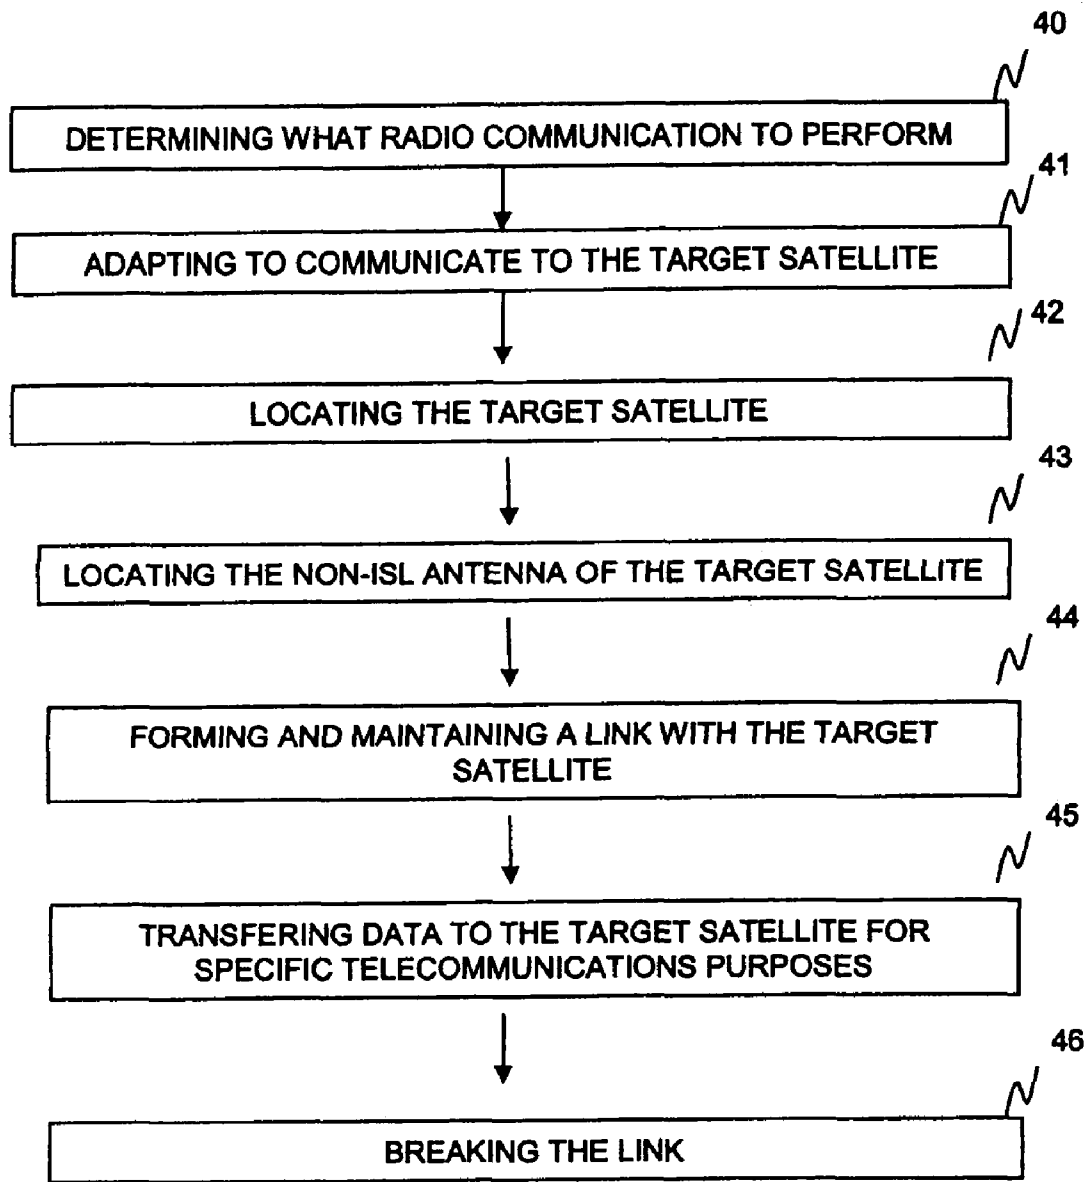 40
DETERMINING WHAT RADIO COMMUNICATION TO PERFORM
41
ADAPTING TO COMMUNICATE TO THE TARGET SATELLITE
42
LOCATING THE TARGET SATELLITE
43
LOCATING THE NON-ISL ANTENNA OF THE TARGET SATELLITE
44
FORMING AND MAINTAINING A LINK WITH THE TARGET
SATELLITE
45
TRANSFERING DATA TO THE TARGET SATELLITE FOR
SPECIFIC TELECOMMUNICATIONS PURPOSES
46
BREAKING THE LINK